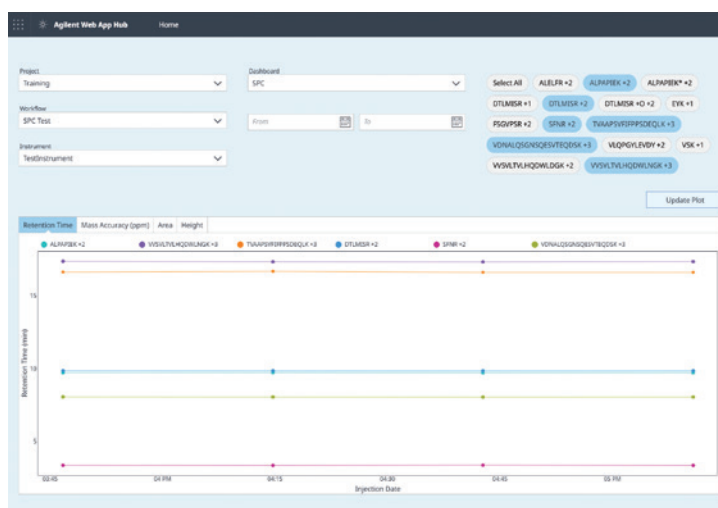 Agilent Web App Hub Home
Project
Training
Dashboard
SPC
Workflow
SPC Test
From
To
Instrument
TestInstrument
Select All ALELFR +2 ALPAPIEK +2 ALPAPIEK* +2
DTLMISR +1 DTLMISR +2 DTLMISR +O +2 EYK +1
FSGVPSR +2 SFNR +2 TVAAPSVFIFPPSDEQLK +3
VDNALQSGNSQESVTEQDSK +3 VLQPGYLEVDY +2 VSK +1
VVSVLTVLHQDWLDGK +2 VVSVLTVLHQDWLNGK +3
Update Plot
Retention Time Mass Accuracy (ppm) Area Height
ALPAPIEK +2 VVSVLTVLHQDWLNGK +3 TVAAPSVFIFPPSDEQLK +3 DTLMISR +2 SFNR +2 VDNALQSGNSQESVTEQDSK +3
Retention Time (min)
15
10
5
03:45 04 PM 04:15 04:30 04:45 05 PM
Injection Date